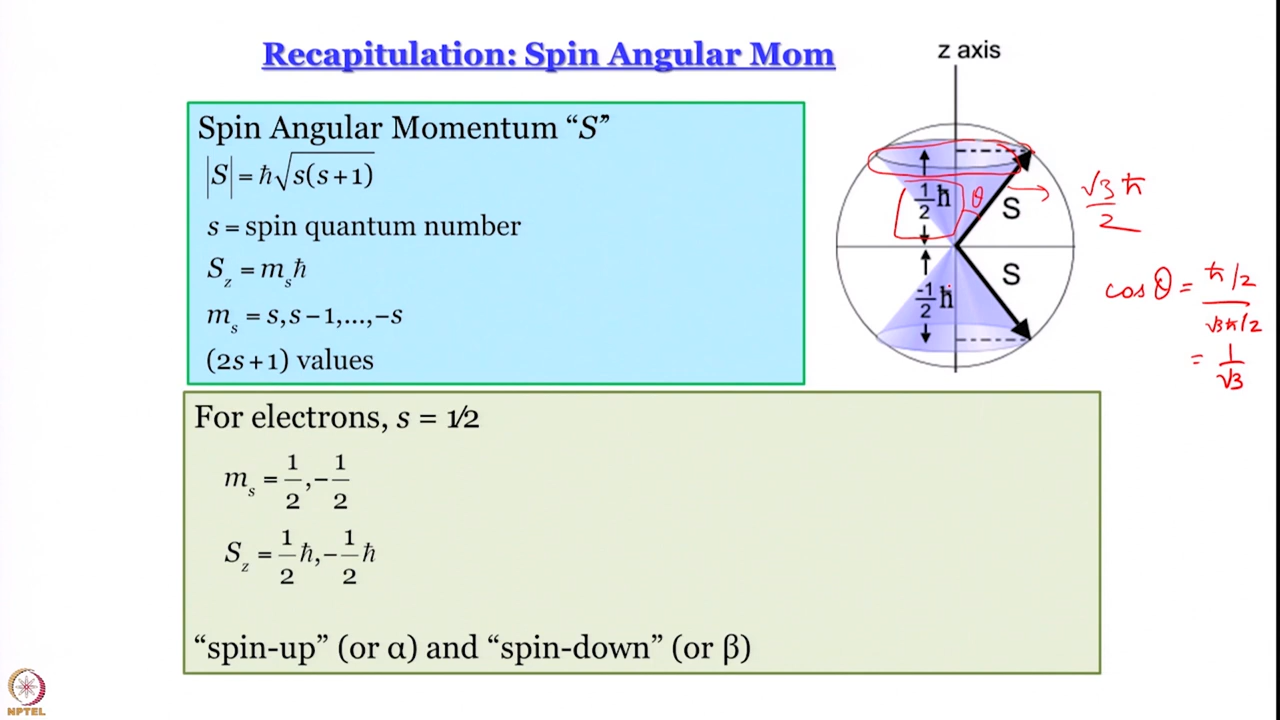 Recapitulation: Spin Angular Mom
Spin Angular Momentum “S”
|S| = ħ√s(s+1)
s = spin quantum number
S_z = m_sħ
m_s = s, s − 1, ..., −s
(2s + 1) values
For electrons, s = 1/2
m_s = 1/2, −1/2
S_z = 1/2 ħ, −1/2 ħ
“spin-up” (or α) and “spin-down” (or β)
z axis
1/2 ħ
θ
S
√3 ħ/2
-1/2 ħ
S
cos θ = ħ/2 / √3ħ/2
= 1/√3
NPTEL